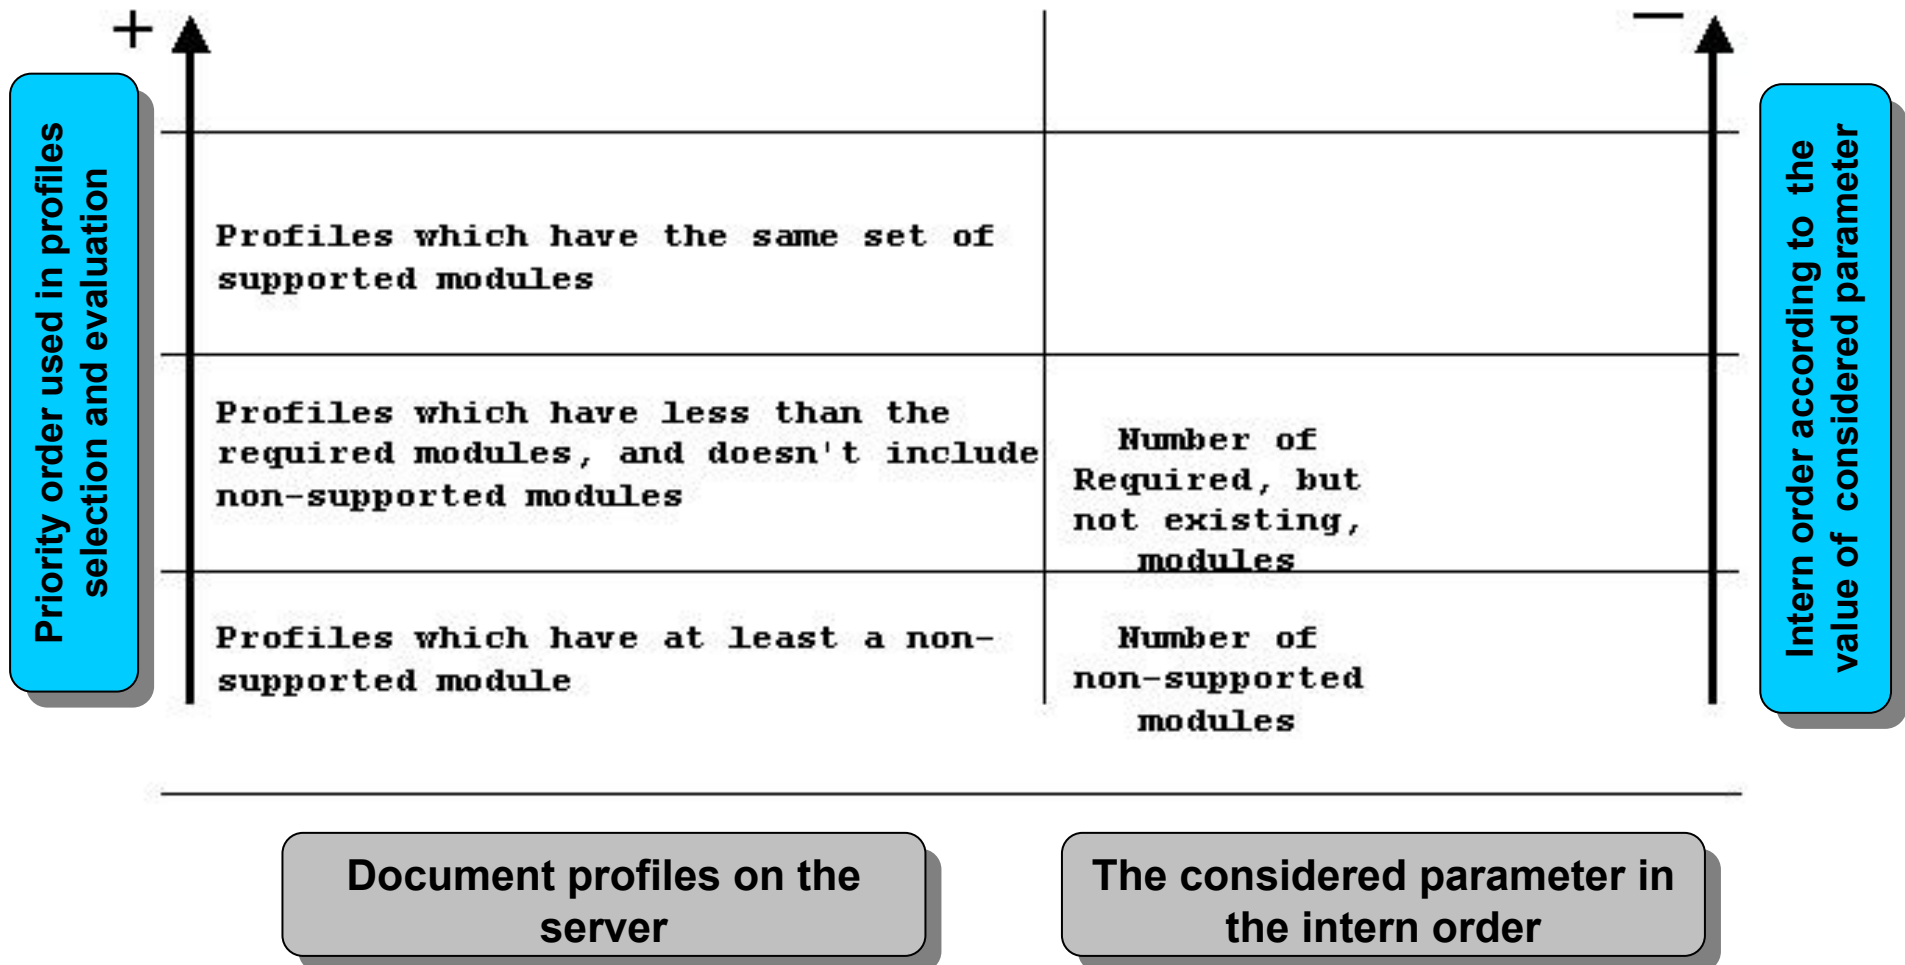 +
—
Priority order used in profiles
selection and evaluation
Profiles which have the same set of
supported modules
Profiles which have less than the
required modules, and doesn't include
non-supported modules
Number of
Required, but
not existing,
modules
Profiles which have at least a non-
supported module
Number of
non-supported
modules
Intern order according to the
value of considered parameter
Document profiles on the
server
The considered parameter in
the intern order